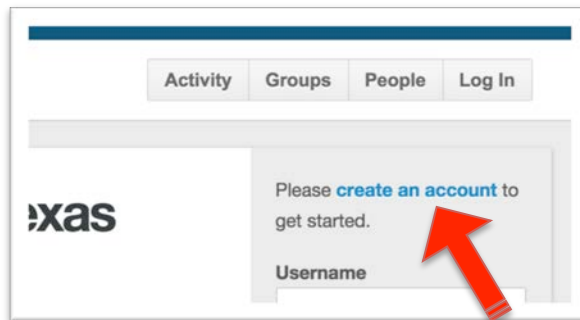 Activity Groups People Log In
Please create an account to
get started.
exas
Username